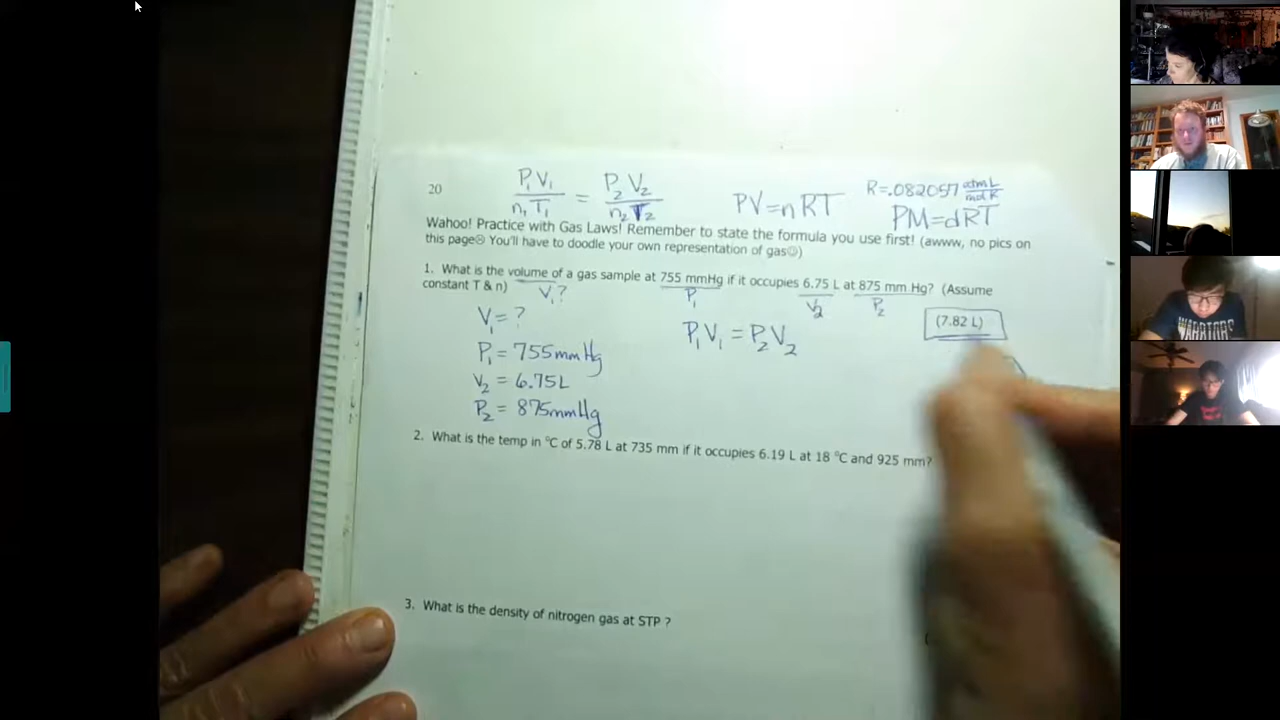 20
P₁V₁/n₁T₁ = P₂V₂/n₂T₂
PV=nRT
R=.082057 atm L/mol K
PM=dRT
Wahoo! Practice with Gas Laws! Remember to state the formula you use first! (awww, no pics on
this page☹ You'll have to doodle your own representation of gas☺)
1. What is the volume of a gas sample at 755 mmHg if it occupies 6.75 L at 875 mm Hg? (Assume
constant T & n)
V₁?
P₁
V₂
P₂
V₁ = ?
P₁V₁ = P₂V₂
(7.82 L)
P₁ = 755mmHg
V₂ = 6.75L
P₂ = 875mmHg
2. What is the temp in °C of 5.78 L at 735 mm if it occupies 6.19 L at 18 °C and 925 mm?
3. What is the density of nitrogen gas at STP ?
WARRIORS